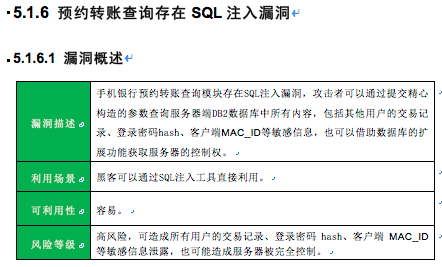 5.1.6 预约转账查询存在 SQL 注入漏洞
5.1.6.1 漏洞概述
漏洞描述
手机银行预约转账查询模块存在SQL注入漏洞，攻击者可以通过提交精心
构造的参数查询服务器端DB2数据库中所有内容，包括其他用户的交易记
录、登录密码hash、客户端MAC_ID等敏感信息，也可以借助数据库的扩
展功能获取服务器的控制权。
利用场景
黑客可以通过SQL注入工具直接利用。
可利用性
容易。
风险等级
高风险，可造成所有用户的交易记录、登录密码 hash、客户端 MAC_ID
等敏感信息泄露，也可能造成服务器被完全控制。